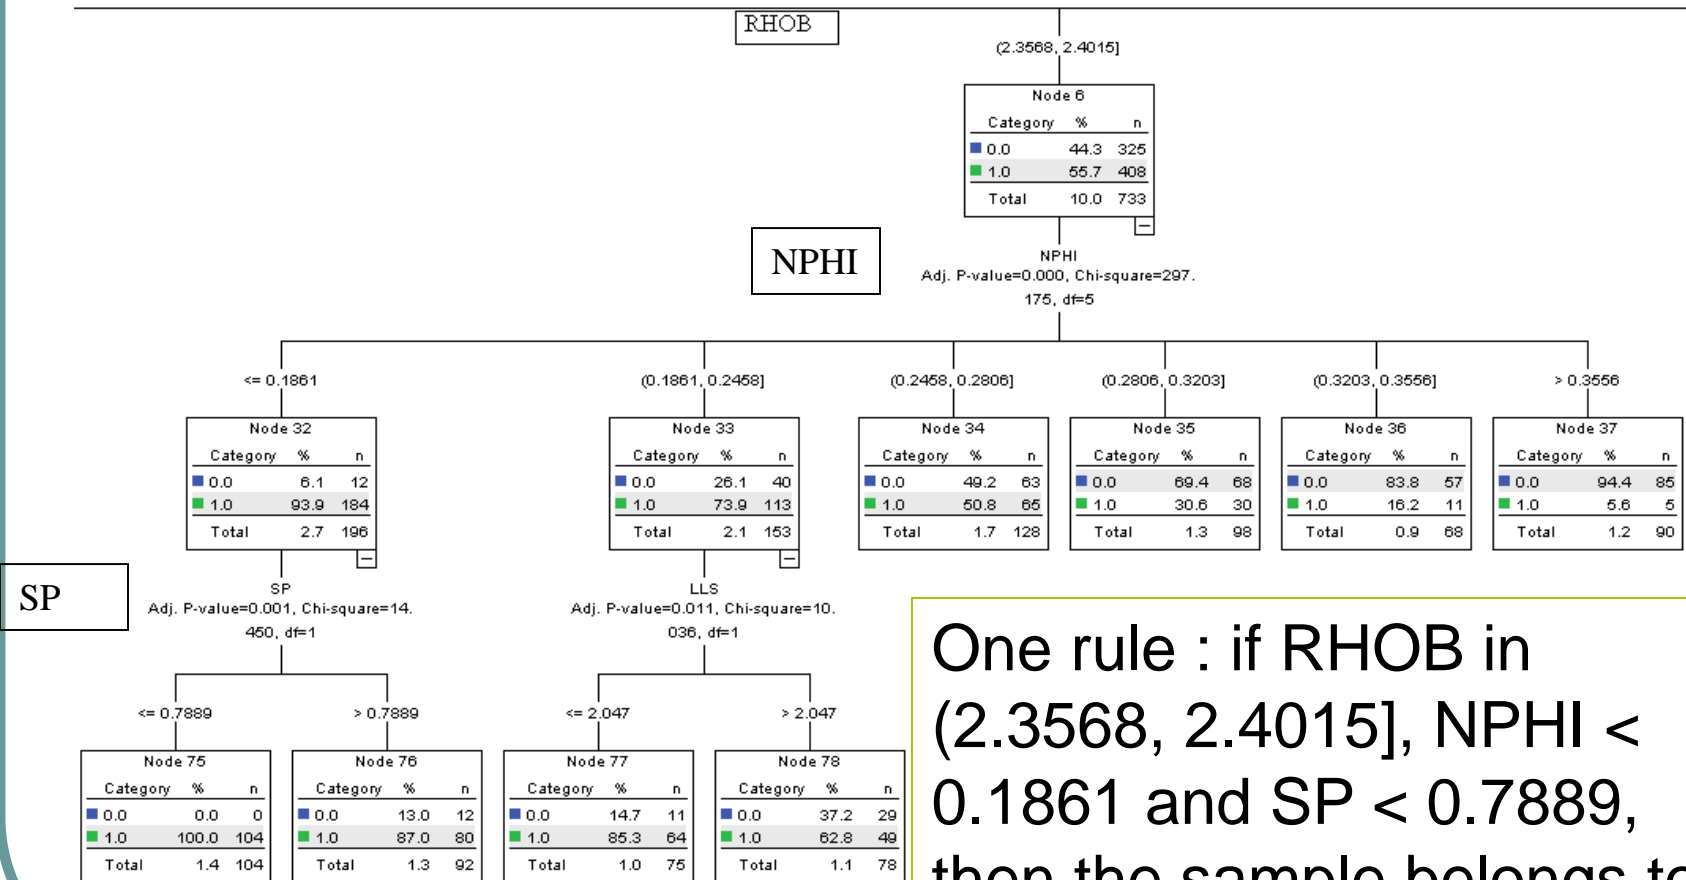 RHOB
(2.3568, 2.4015]
Node 6
Category % n
0.0 44.3 325
1.0 55.7 408
Total 10.0 733
NPHI
NPHI
Adj. P-value=0.000, Chi-square=297.
175, df=5
<= 0.1861 (0.1861, 0.2458] (0.2458, 0.2806] (0.2806, 0.3203] (0.3203, 0.3556] > 0.3556
Node 32
Category % n
0.0 6.1 12
1.0 93.9 184
Total 2.7 196
Node 33
Category % n
0.0 26.1 40
1.0 73.9 113
Total 2.1 153
Node 34
Category % n
0.0 49.2 63
1.0 50.8 65
Total 1.7 128
Node 35
Category % n
0.0 69.4 68
1.0 30.6 30
Total 1.3 98
Node 36
Category % n
0.0 83.8 57
1.0 16.2 11
Total 0.9 68
Node 37
Category % n
0.0 94.4 85
1.0 5.6 5
Total 1.2 90
SP
SP
Adj. P-value=0.001, Chi-square=14.
450, df=1
LLS
Adj. P-value=0.011, Chi-square=10.
036, df=1
<= 0.7889 > 0.7889 <= 2.047 > 2.047
Node 75
Category % n
0.0 0.0 0
1.0 100.0 104
Total 1.4 104
Node 76
Category % n
0.0 13.0 12
1.0 87.0 80
Total 1.3 92
Node 77
Category % n
0.0 14.7 11
1.0 85.3 64
Total 1.0 75
Node 78
Category % n
0.0 37.2 29
1.0 62.8 49
Total 1.1 78
One rule : if RHOB in
(2.3568, 2.4015], NPHI <
0.1861 and SP < 0.7889,
then the sample belongs to